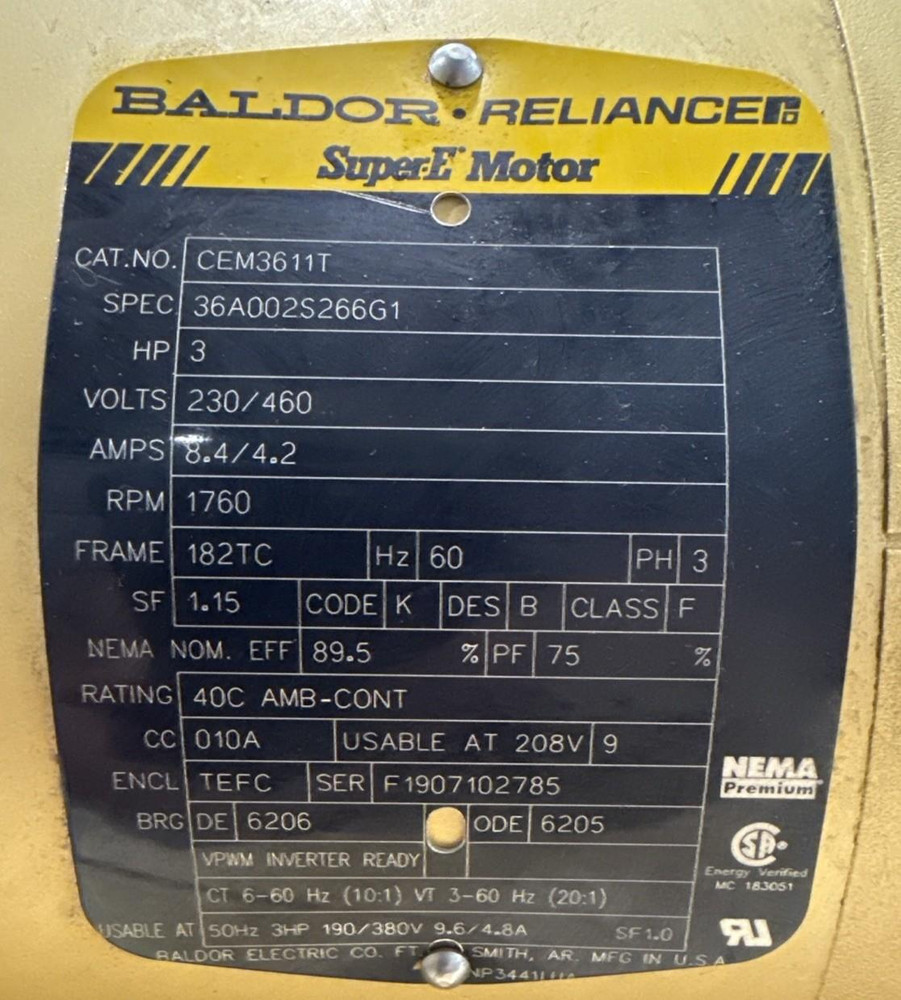 BALDOR • RELIANCE
Super-E Motor
CAT.NO. CEM3611T
SPEC 36A002S266G1
HP 3
VOLTS 230/460
AMPS 8.4/4.2
RPM 1760
FRAME 182TC Hz 60 PH 3
SF 1.15 CODE K DES B CLASS F
NEMA NOM. EFF 89.5 % PF 75 %
RATING 40C AMB-CONT
CC 010A USABLE AT 208V 9
ENCL TEFC SER F1907102785
BRG DE 6206 ODE 6205
VPWM INVERTER READY
CT 6-60 Hz (10:1) VT 3-60 Hz (20:1)
USABLE AT 50Hz 3HP 190/380V 9.6/4.8A SF1.0
BALDOR ELECTRIC CO. FT. SMITH, AR. MFG IN U.S.A
NEMA
Premium
SA
Energy Verified
MC 183051
RU